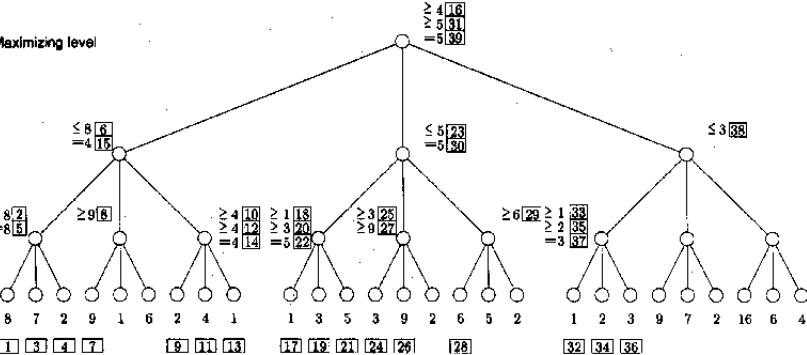 ≥ 4 16
≥ 5 31
=5 39
Maximizing level
≤ 8 6
=4 15
≤ 5 23
=5 30
≤ 3 38
8 2
=8 5
≥9 8
≥ 4 10
≥ 4 12
=4 14
≥ 1 18
≥ 3 20
=5 22
≥3 25
≥9 27
≥6 29
≥ 1 33
≥ 2 35
= 3 37
8 7 2 9 1 6 2 4 1 1 3 5 3 9 2 6 5 2 1 2 3 9 7 2 16 6 4
1 3 4 7 9 11 13 17 19 21 24 26 28 32 34 36